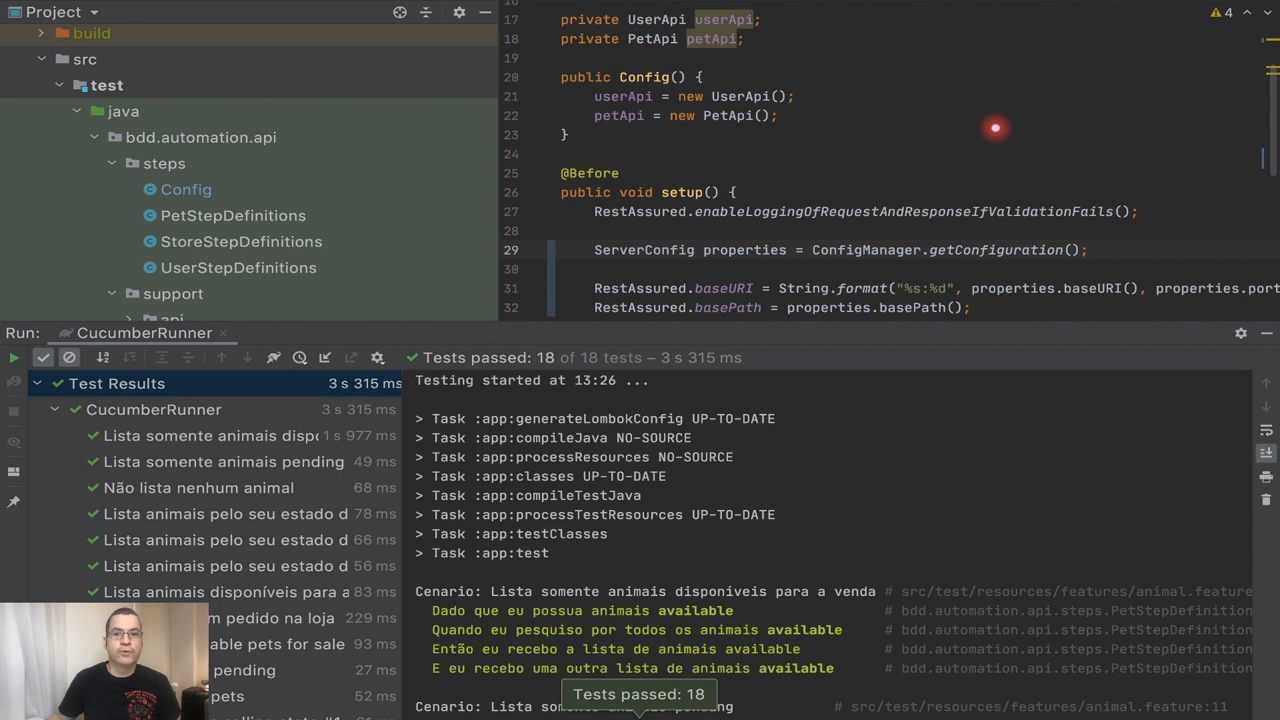 Project
build
src
test
java
bdd.automation.api
steps
Config
PetStepDefinitions
StoreStepDefinitions
UserStepDefinitions
support
api
17 private UserApi userApi;
18 private PetApi petApi;
19
20 public Config() {
21 userApi = new UserApi();
22 petApi = new PetApi();
23 }
24
25 @Before
26 public void setup() {
27 RestAssured.enableLoggingOfRequestAndResponseIfValidationFails();
28
29 ServerConfig properties = ConfigManager.getConfiguration();
30
31 RestAssured.baseURI = String.format("%s:%d", properties.baseURI(), properties.port
32 RestAssured.basePath = properties.basePath();
4
Run: CucumberRunner
Tests passed: 18 of 18 tests – 3 s 315 ms
Test Results 3 s 315 ms
CucumberRunner 3 s 315 ms
Lista somente animais dispo 1 s 977 ms
Lista somente animais pending 49 ms
Não lista nenhum animal 68 ms
Lista animais pelo seu estado d 78 ms
Lista animais pelo seu estado d 66 ms
Lista animais pelo seu estado d 56 ms
Lista animais disponíveis para a 83 ms
m pedido na loja 229 ms
able pets for sale 93 ms
pending 27 ms
pets 52 ms
Testing started at 13:26 ...
> Task :app:generateLombokConfig UP-TO-DATE
> Task :app:compileJava NO-SOURCE
> Task :app:processResources NO-SOURCE
> Task :app:classes UP-TO-DATE
> Task :app:compileTestJava
> Task :app:processTestResources UP-TO-DATE
> Task :app:testClasses
> Task :app:test
Cenario: Lista somente animais disponíveis para a venda # src/test/resources/features/animal.feature
Dado que eu possua animais available # bdd.automation.api.steps.PetStepDefinition
Quando eu pesquiso por todos os animais available # bdd.automation.api.steps.PetStepDefinition
Então eu recebo a lista de animais available # bdd.automation.api.steps.PetStepDefinition
E eu recebo uma outra lista de animais available # bdd.automation.api.steps.PetStepDefinition
Tests passed: 18
Cenario: Lista somente animais pending # src/test/resources/features/animal.feature:11